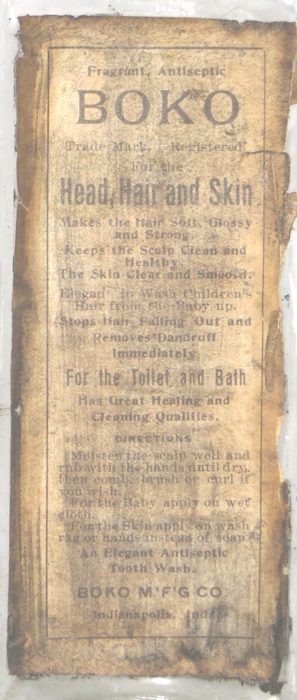 Fragrant, Antiseptic
BOKO
Trade Mark. Registered.
For the
Head, Hair and Skin
Makes the Hair Soft, Glossy
and Strong.
Keeps the Scalp Clean and
Healthy.
The Skin Clear and Smooth.
Elegant to Wash Children's
Hair from the Baby up.
Stops Hair Falling Out and
Removes Dandruff
Immediately.
For the Toilet and Bath
Has Great Healing and
Cleaning Qualities.
DIRECTIONS
Moisten the scalp well and
rub with the hands until dry,
then comb, brush or curl if
you wish.
For the Baby apply on wet
cloth.
For the Skin apply on wash
rag or hands instead of soap.
An Elegant Antiseptic
Tooth Wash.
BOKO M'F'G CO.
Indianapolis, Ind.